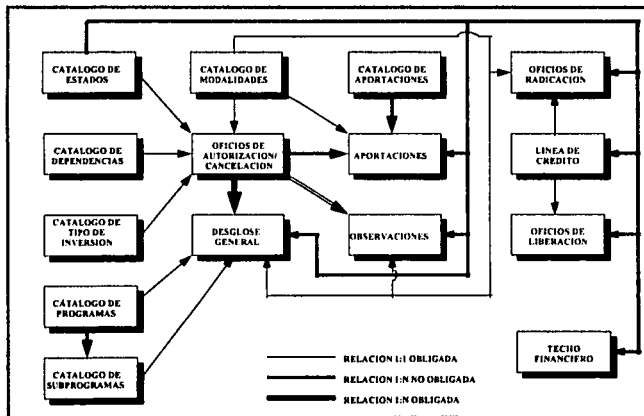 CATALOGO DE
ESTADOS
CATALOGO DE
MODALIDADES
CATALOGO DE
APORTACIONES
OFICIOS DE
RADICACION
CATALOGO DE
DEPENDENCIAS
OFICIOS DE
AUTORIZACION/
CANCELACION
APORTACIONES
LINEA DE
CREDITO
CATALOGO
DE TIPO DE
INVERSION
DESGLOSE
GENERAL
OBSERVACIONES
OFICIOS DE
LIBERACION
CATALOGO DE
PROGRAMAS
CATALOGO DE
SUBPROGRAMAS
TECHO
FINANCIERO
RELACION 1:1 OBLIGADA
RELACION 1:N NO OBLIGADA
RELACION 1:N OBLIGADA